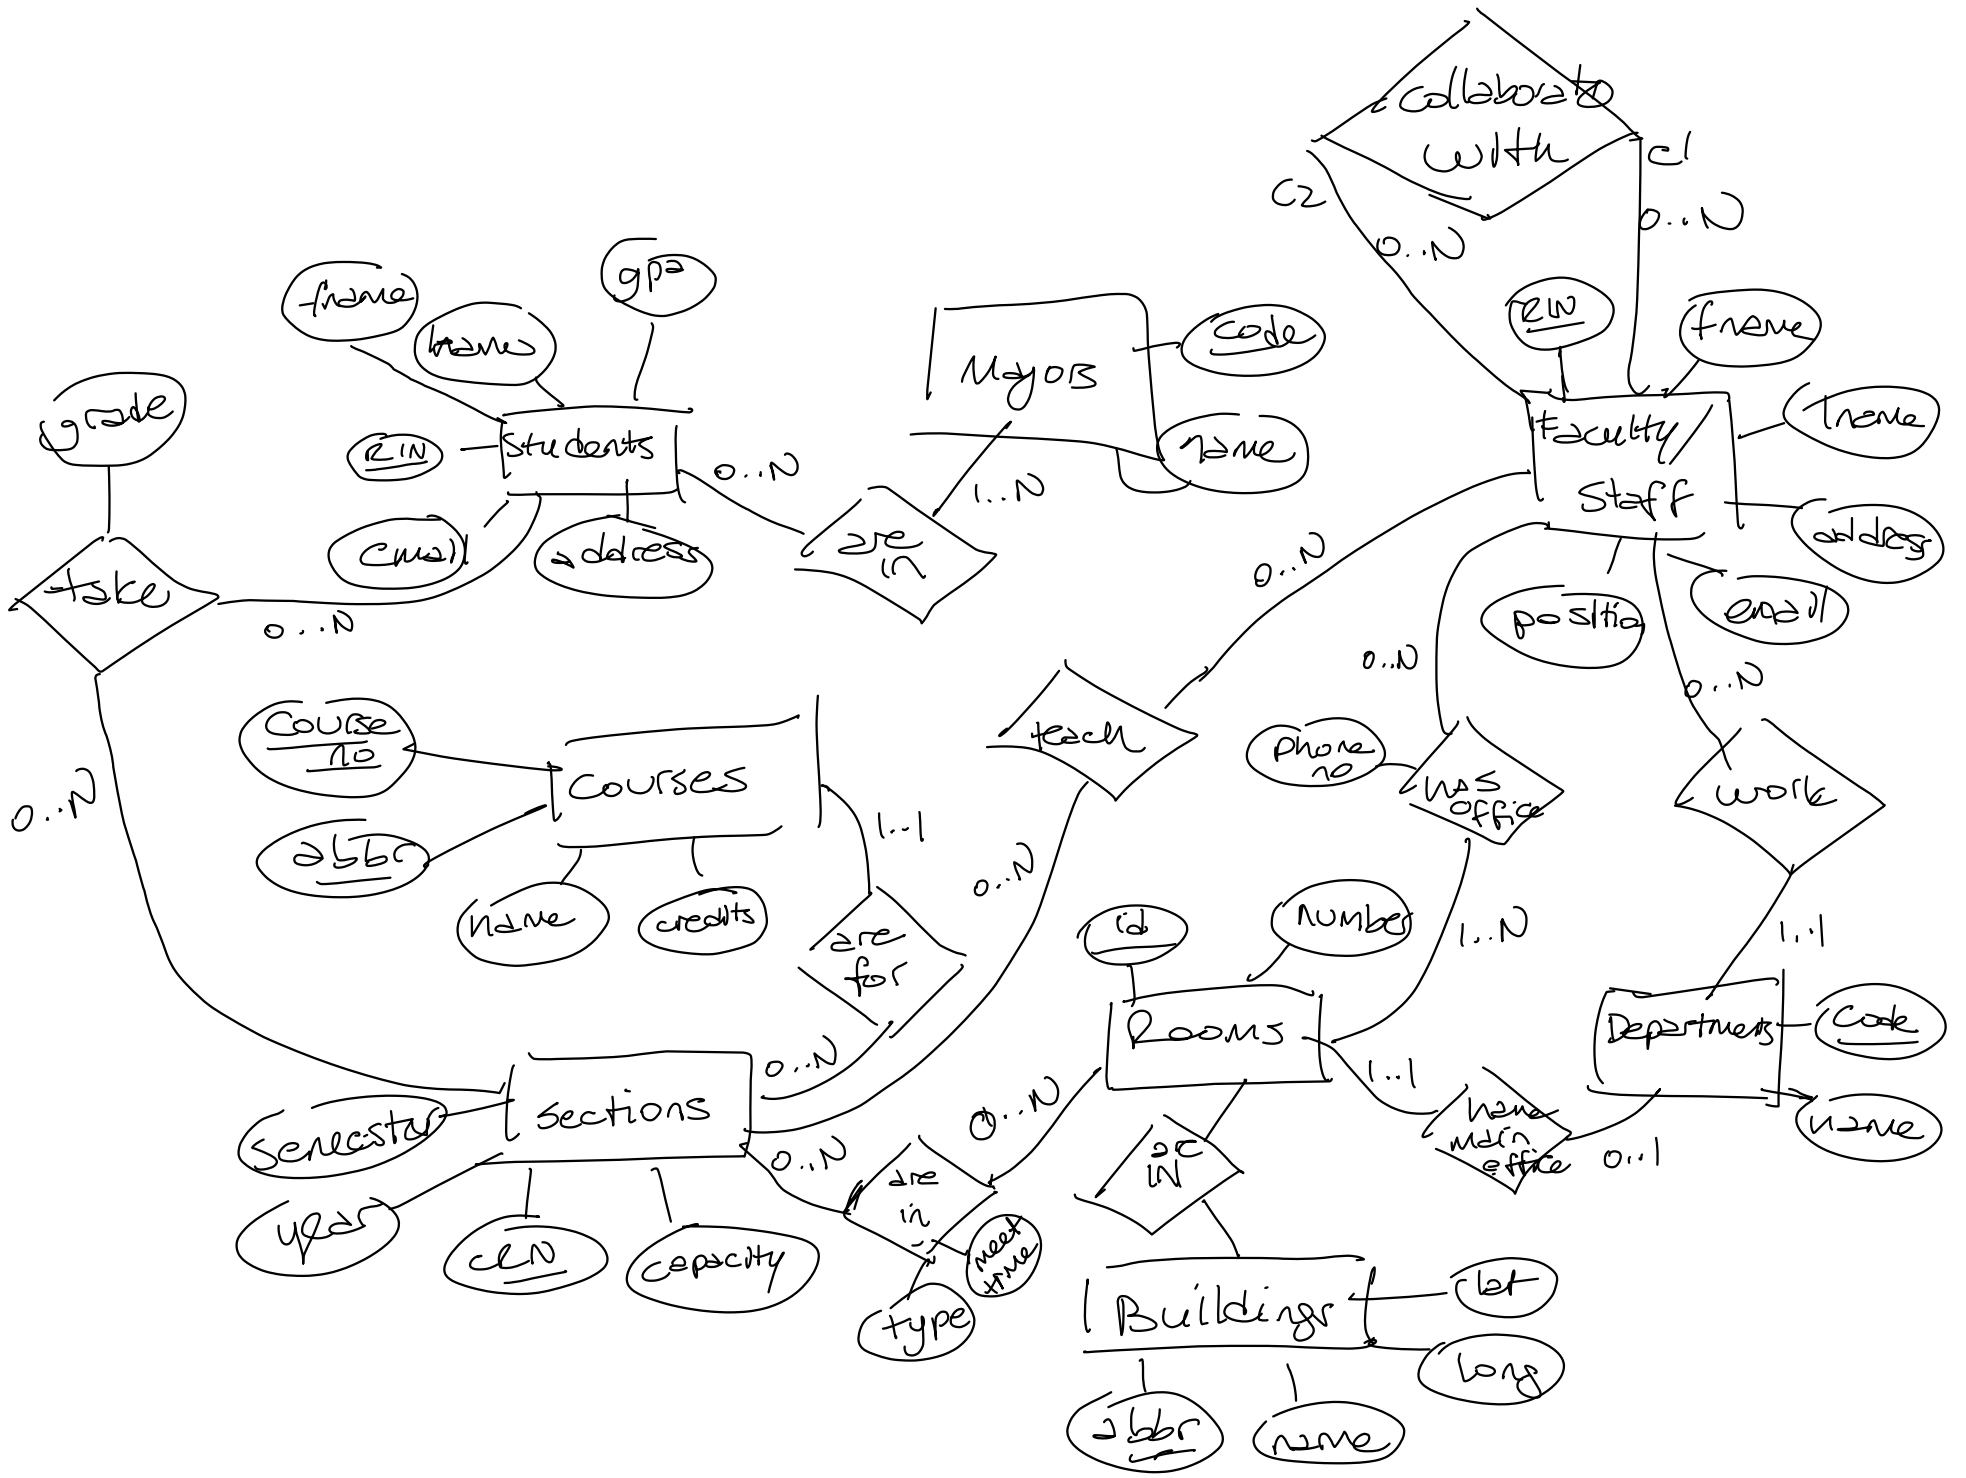 collaborate
with
c1
C2
0..N
0..N
gpa
fname
lname
RIN
fname
code
Majors
lname
grade
Faculty/
Staff
name
Students
RIN
0..N
1..N
address
email
address
are
in
0..N
take
email
position
0..N
0..N
0..N
Course
no
teach
phone
no
has
office
work
courses
0..N
1..1
abbr
0..N
name
credits
id
number
1..N
1..1
are
for
Rooms
Departments
Code
0..N
1..1
sections
0..N
have
main
office
name
semester
0..N
0..1
are
in
are
IN
year
CRN
capacity
meet
time
type
Buildings
lat
long
abbr
name